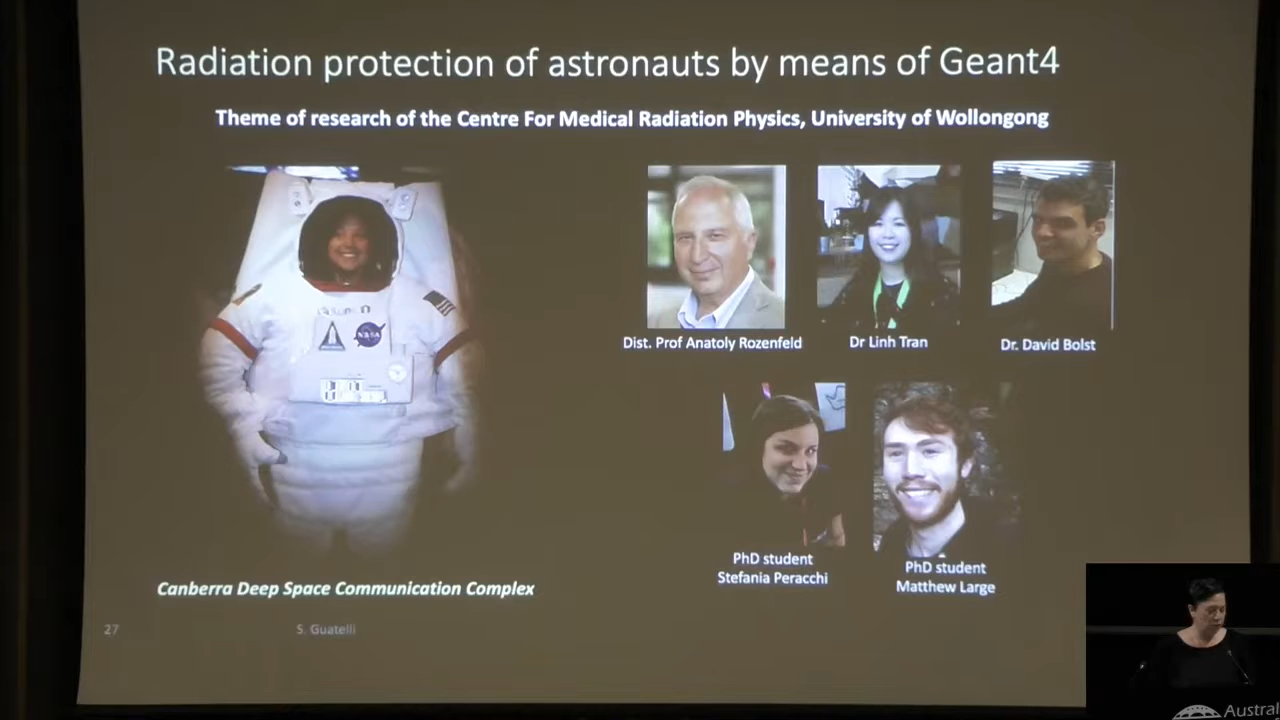 Radiation protection of astronauts by means of Geant4
Theme of research of the Centre For Medical Radiation Physics, University of Wollongong
NASA
Dist. Prof Anatoly Rozenfeld
Dr Linh Tran
Dr. David Bolst
PhD student
Stefania Peracchi
PhD student
Matthew Large
Canberra Deep Space Communication Complex
27
S. Guatelli
Austral